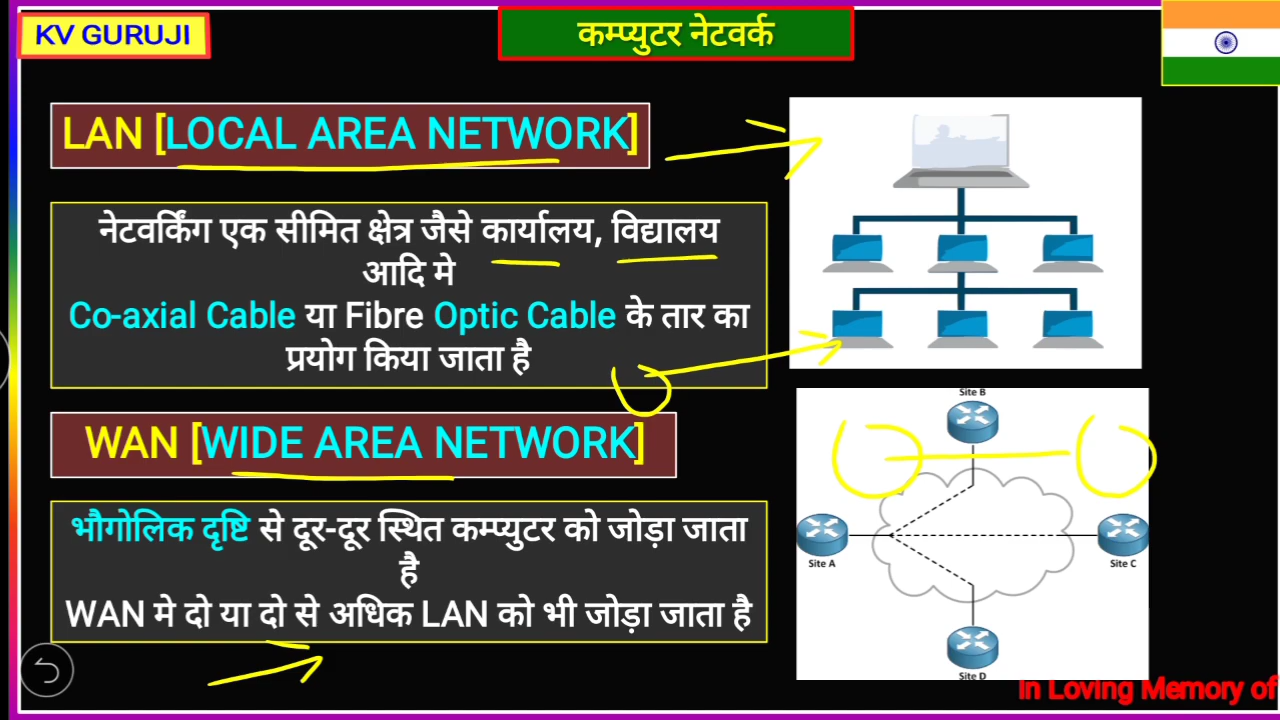 KV GURUJI
कम्प्युटर नेटवर्क
LAN [LOCAL AREA NETWORK]
नेटवर्किंग एक सीमित क्षेत्र जैसे कार्यालय, विद्यालय
आदि मे
Co-axial Cable या Fibre Optic Cable के तार का
प्रयोग किया जाता है
WAN [WIDE AREA NETWORK]
भौगोलिक दृष्टि से दूर-दूर स्थित कम्प्युटर को जोड़ा जाता
है
WAN मे दो या दो से अधिक LAN को भी जोड़ा जाता है
Site B
Site A
Site C
Site D
In Loving Memory of